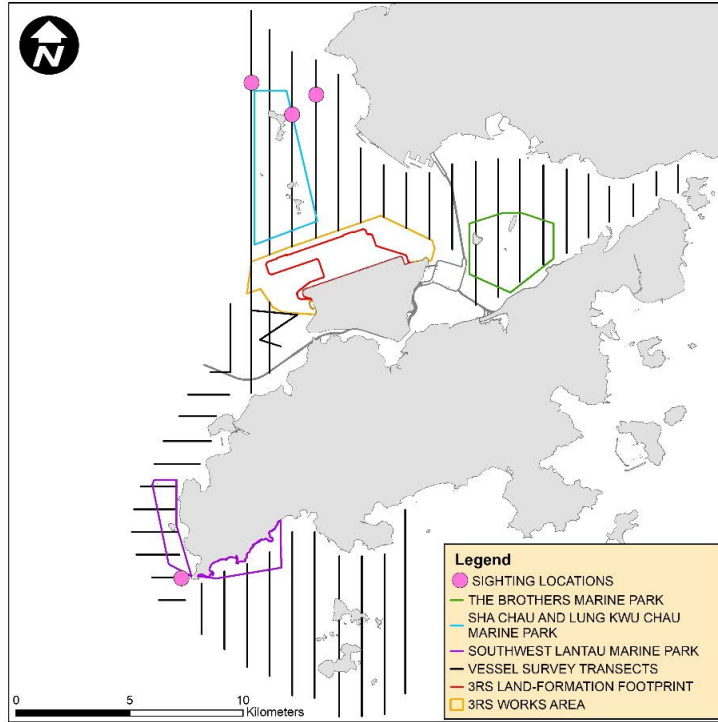 N
Legend
SIGHTING LOCATIONS
THE BROTHERS MARINE PARK
SHA CHAU AND LUNG KWU CHAU
MARINE PARK
SOUTHWEST LANTAU MARINE PARK
VESSEL SURVEY TRANSECTS
3RS LAND-FORMATION FOOTPRINT
3RS WORKS AREA
0 5 10
Kilometers